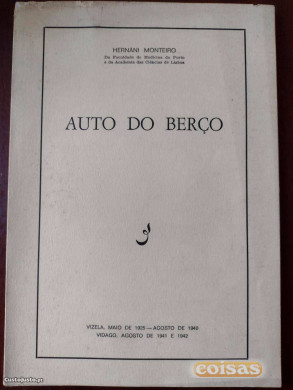 HERNÂNI MONTEIRO
Da Faculdade de Medicina do Porto
e da Academia das Ciências de Lisboa
AUTO DO BERÇO
VIZELA, MAIO DE 1925 — AGOSTO DE 1940
VIDAGO, AGOSTO DE 1941 E 1942
CustoJusto.pt
coisas